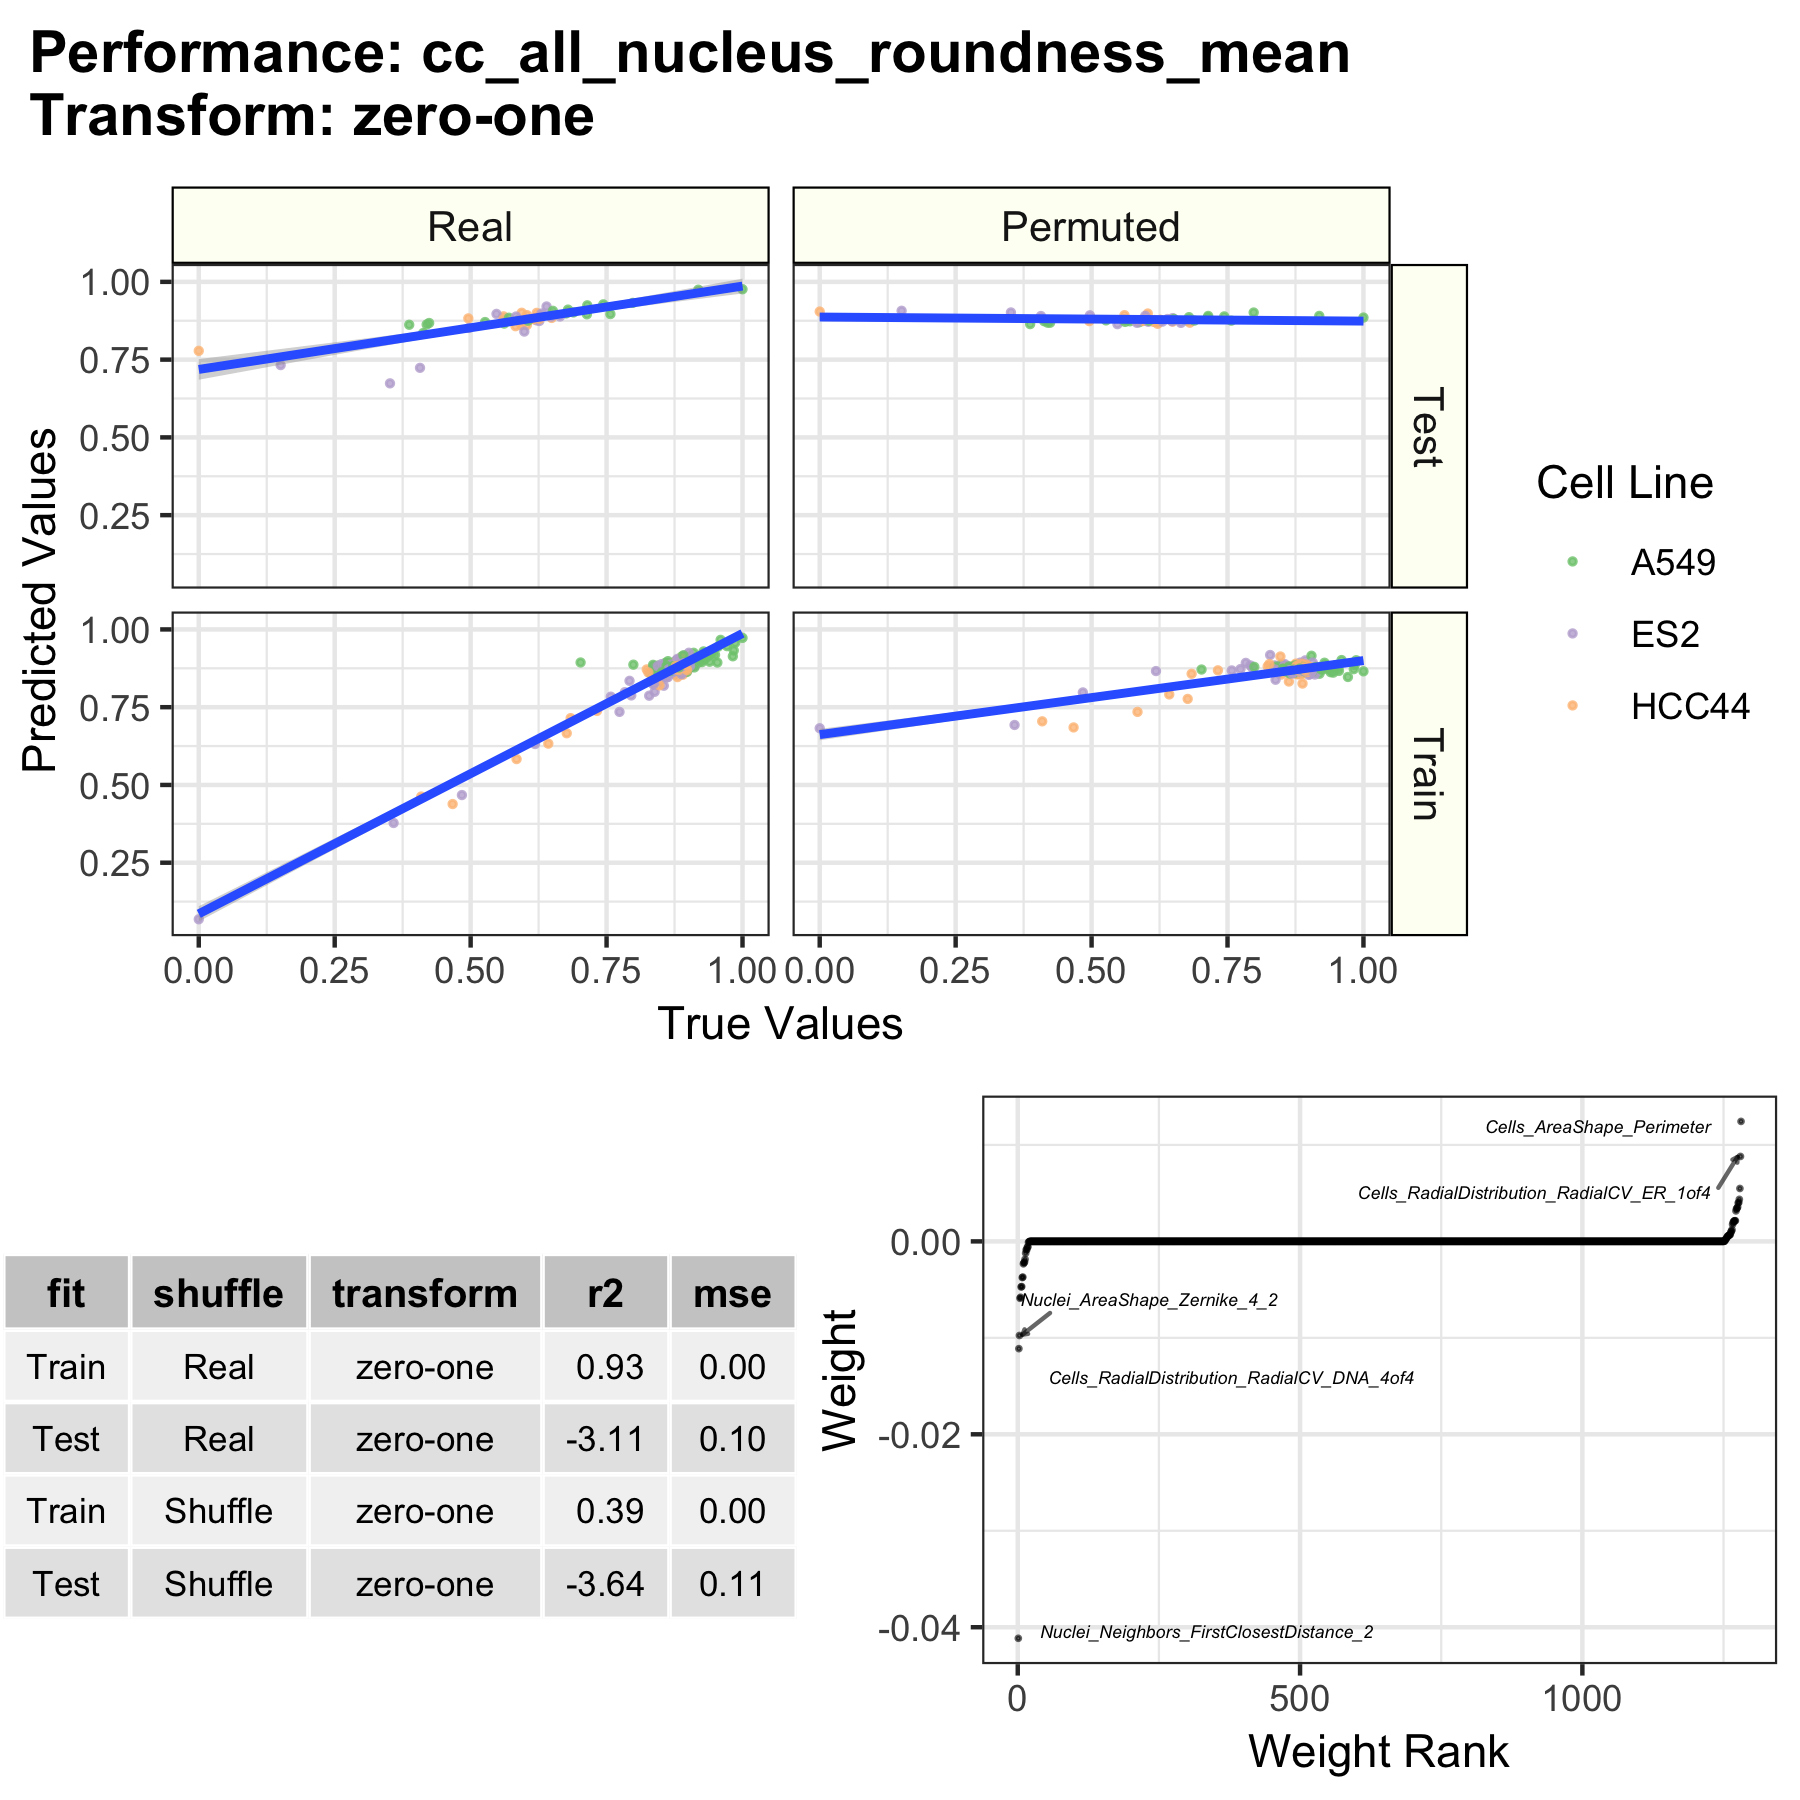 Performance: cc_all_nucleus_roundness_mean
Transform: zero-one
Real
Permuted
1.00
0.75
0.50
0.25
Test
1.00
0.75
0.50
0.25
Train
Predicted Values
0.00 0.25 0.50 0.75 1.00
0.00 0.25 0.50 0.75 1.00
True Values
Cell Line
A549
ES2
HCC44
fit shuffle transform r2 mse
Train Real zero-one 0.93 0.00
Test Real zero-one -3.11 0.10
Train Shuffle zero-one 0.39 0.00
Test Shuffle zero-one -3.64 0.11
Weight
0.00
-0.02
-0.04
Cells_AreaShape_Perimeter
Cells_RadialDistribution_RadialCV_ER_1of4
Nuclei_AreaShape_Zernike_4_2
Cells_RadialDistribution_RadialCV_DNA_4of4
Nuclei_Neighbors_FirstClosestDistance_2
0 500 1000
Weight Rank